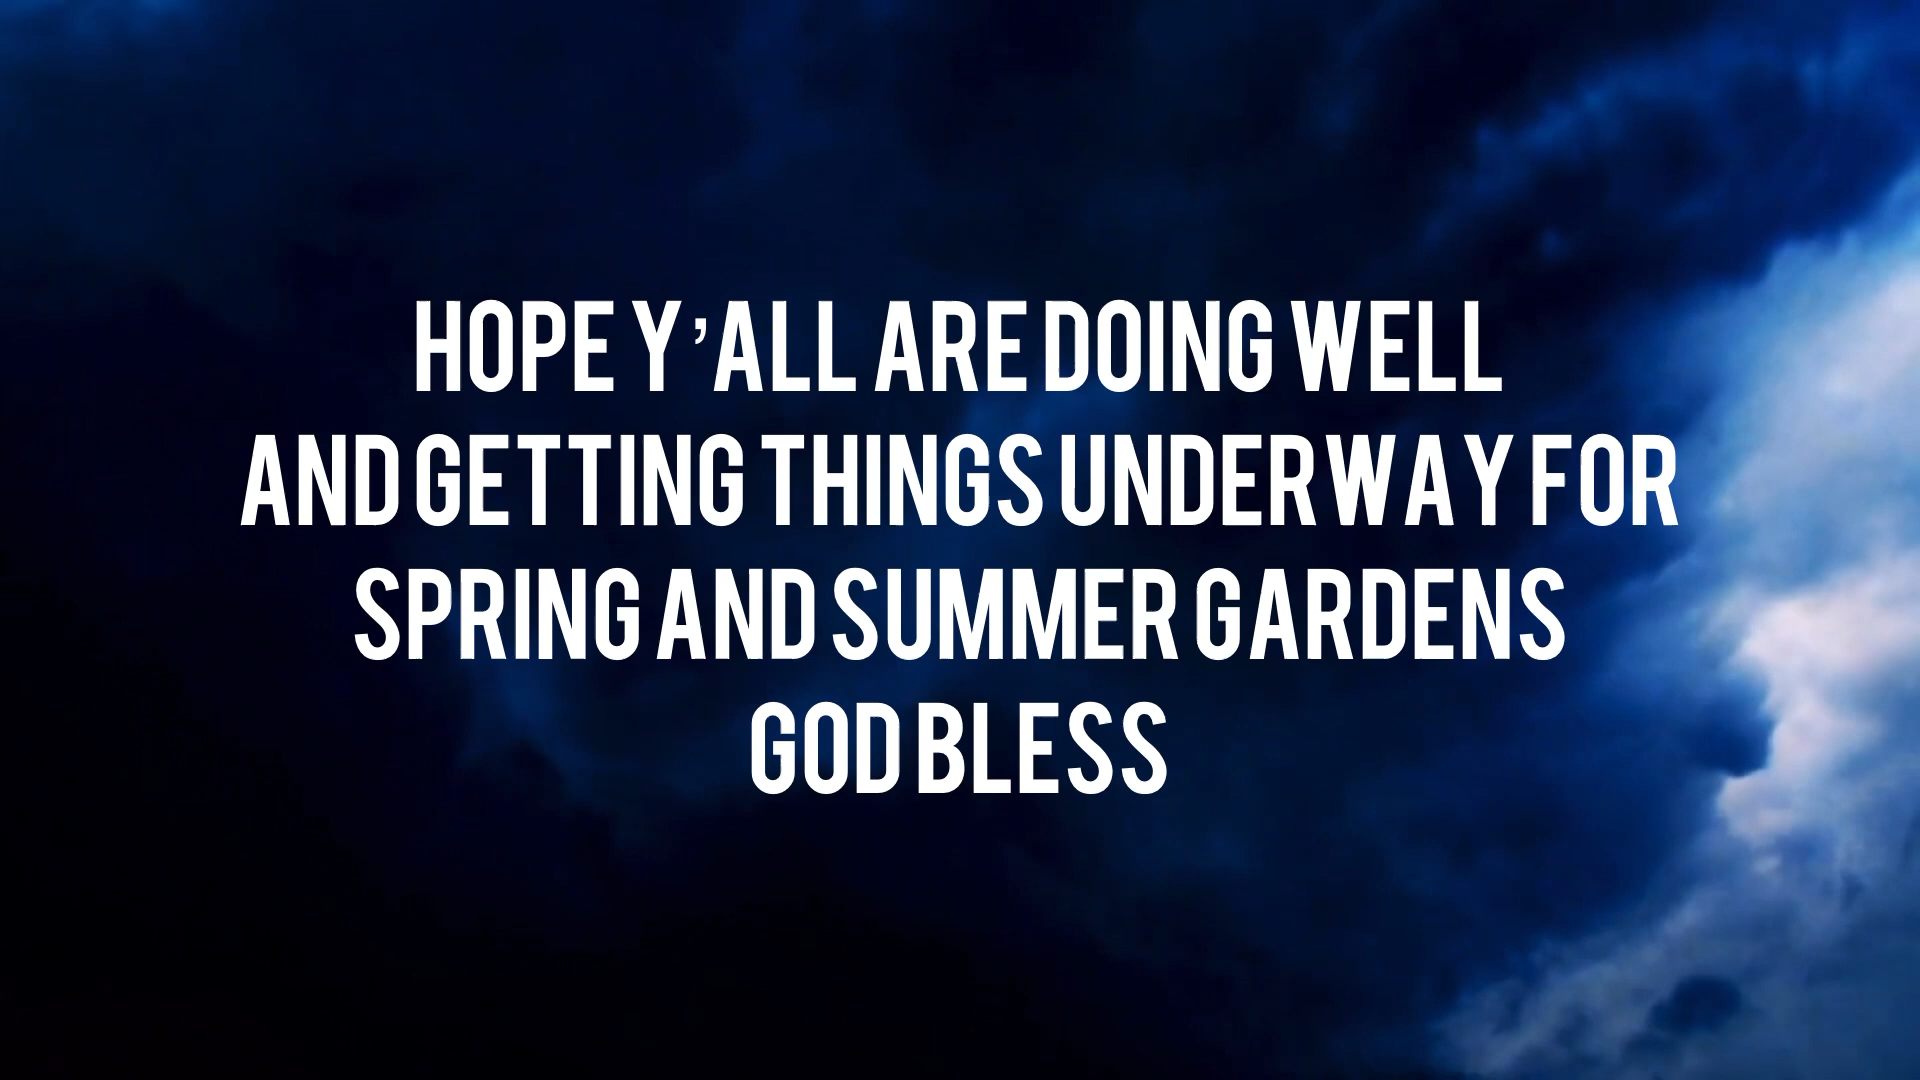 HOPE Y'ALL ARE DOING WELL
AND GETTING THINGS UNDERWAY FOR
SPRING AND SUMMER GARDENS
GOD BLESS